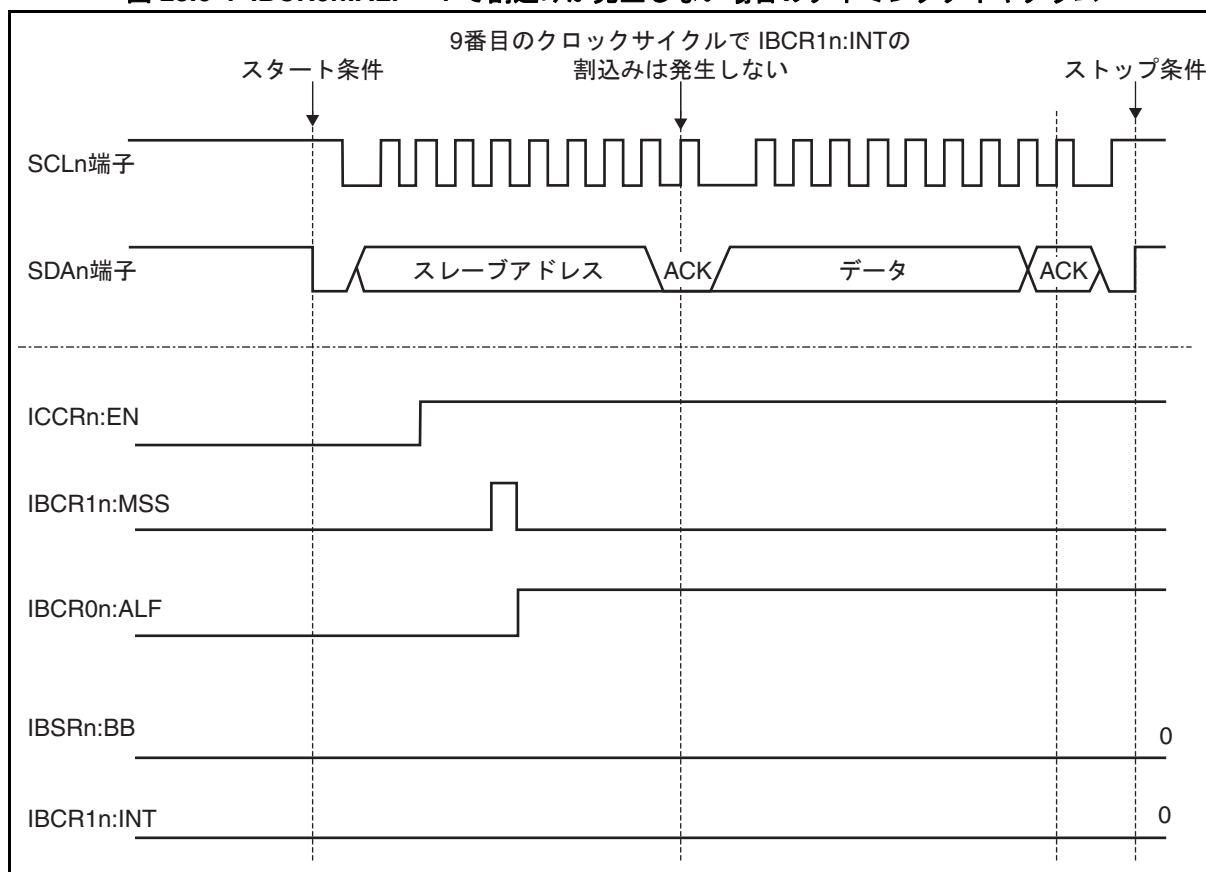 9番目のクロックサイクルで IBCR1n:INTの
スタート条件
割込みは発生しない
ストップ条件
SCLn端子
SDAn端子
スレーブアドレス
ACK
データ
ACK
ICCRn:EN
IBCR1n:MSS
IBCR0n:ALF
IBSRn:BB
0
IBCR1n:INT
0